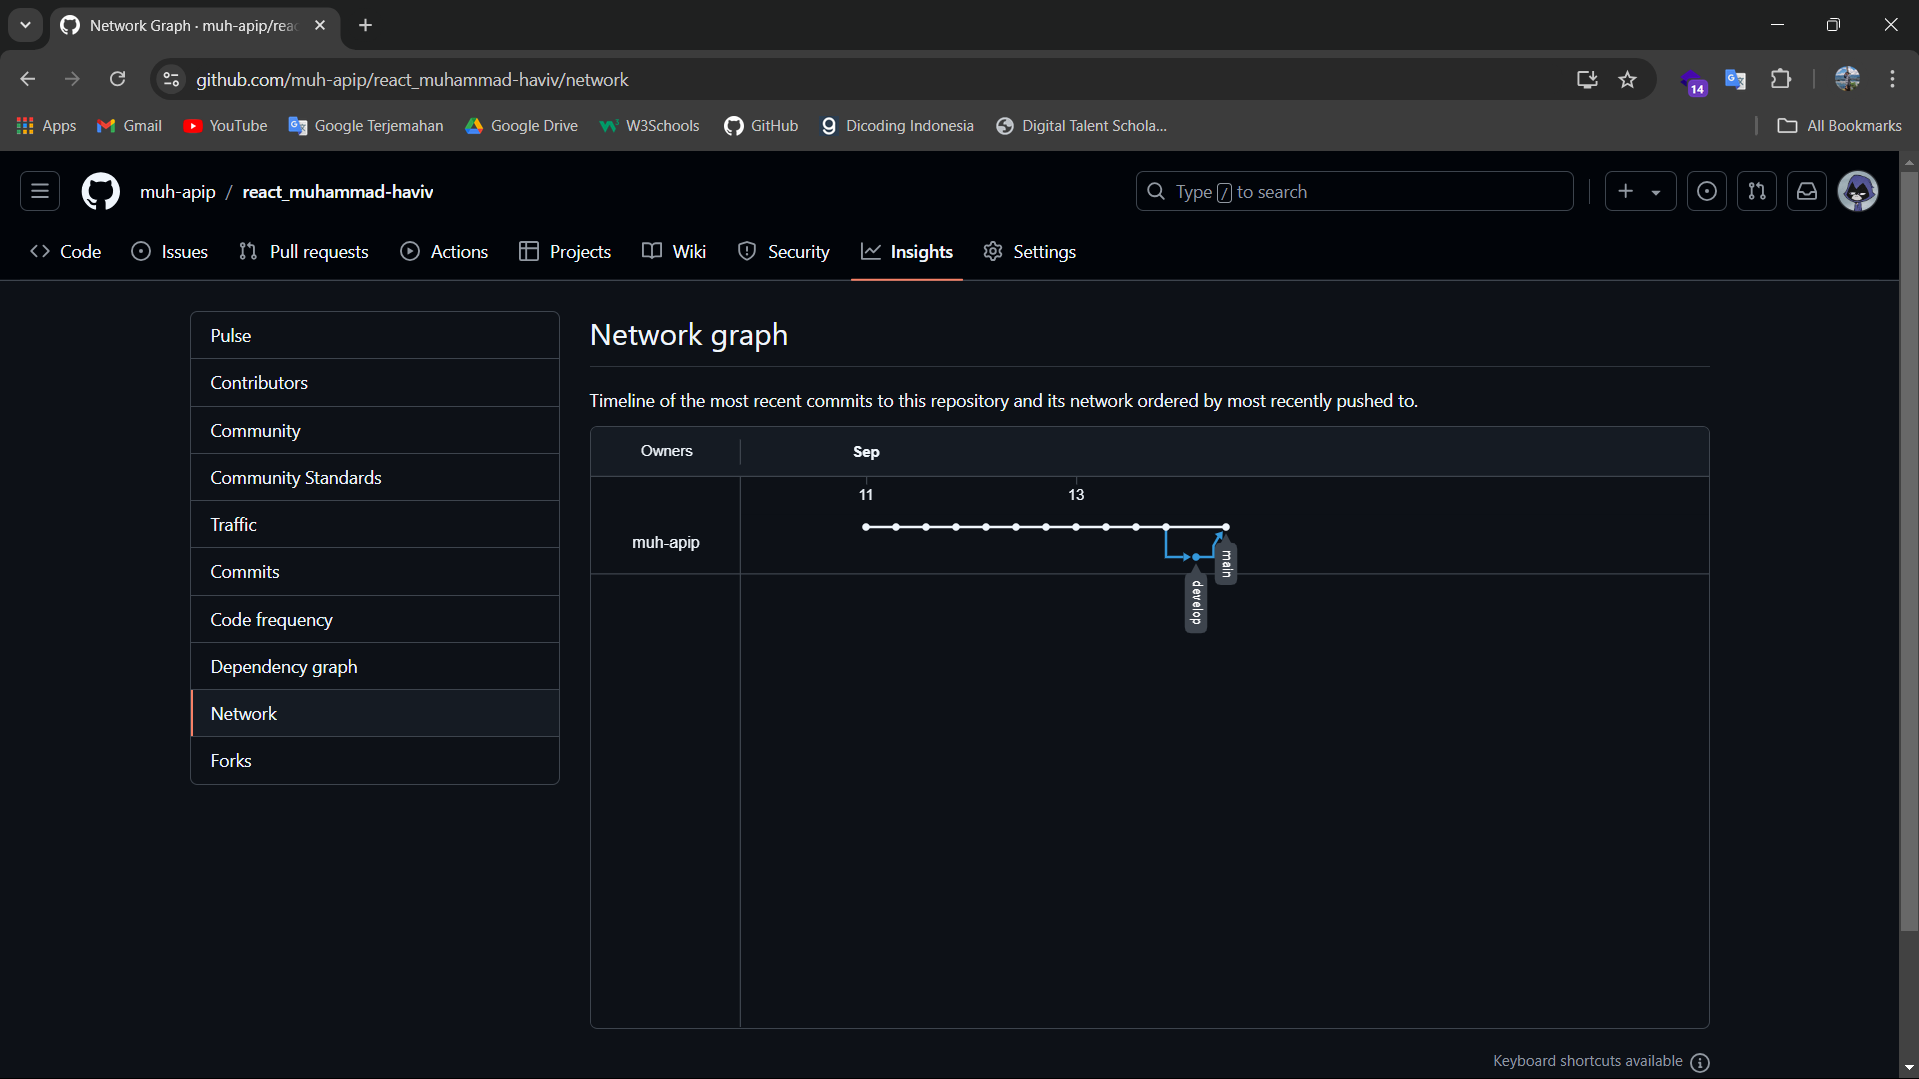 Network Graph · muh-apip/reac
github.com/muh-apip/react_muhammad-haviv/network
14
Apps
Gmail
YouTube
Google Terjemahan
Google Drive
W3Schools
GitHub
Dicoding Indonesia
Digital Talent Schola...
All Bookmarks
muh-apip / react_muhammad-haviv
Type / to search
Code
Issues
Pull requests
Actions
Projects
Wiki
Security
Insights
Settings
Pulse
Contributors
Community
Community Standards
Traffic
Commits
Code frequency
Dependency graph
Network
Forks
Network graph
Timeline of the most recent commits to this repository and its network ordered by most recently pushed to.
Owners
Sep
11
13
muh-apip
main
develop
Keyboard shortcuts available